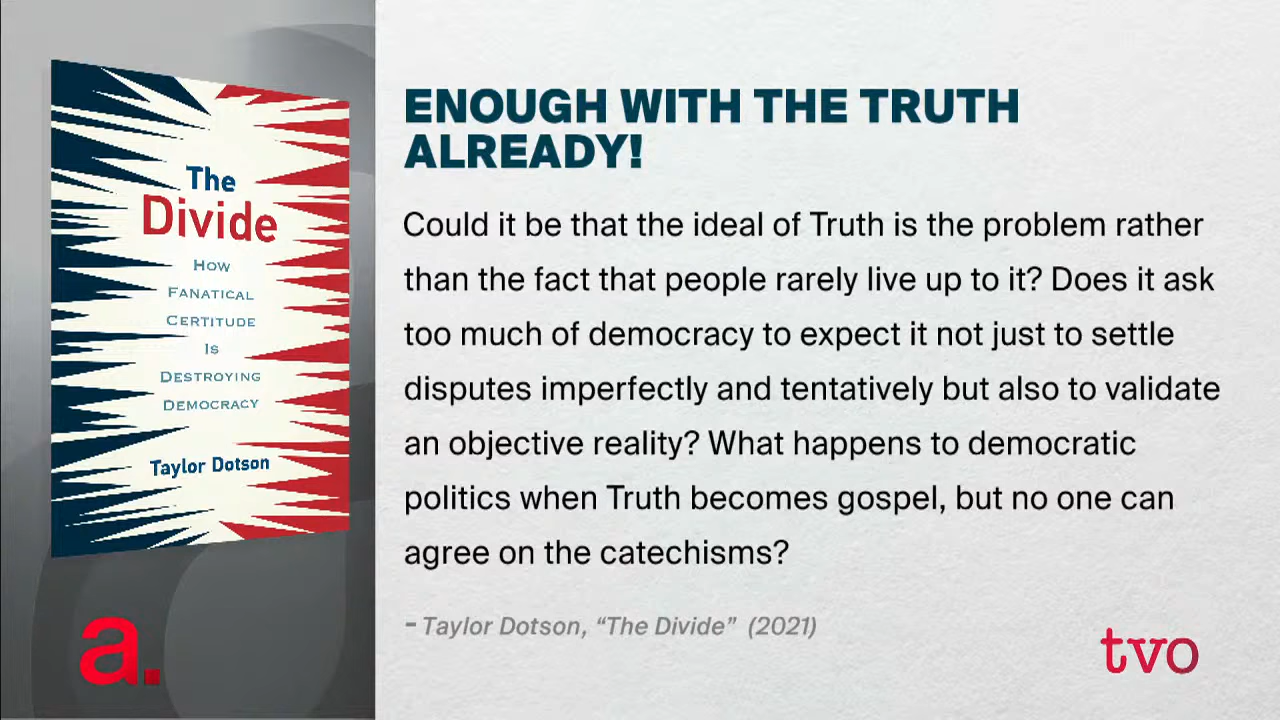 The
Divide
How
Fanatical
Certitude
Is
Destroying
Democracy
Taylor Dotson
a.
ENOUGH WITH THE TRUTH
ALREADY!
Could it be that the ideal of Truth is the problem rather
than the fact that people rarely live up to it? Does it ask
too much of democracy to expect it not just to settle
disputes imperfectly and tentatively but also to validate
an objective reality? What happens to democratic
politics when Truth becomes gospel, but no one can
agree on the catechisms?
- Taylor Dotson, “The Divide” (2021)
tvo